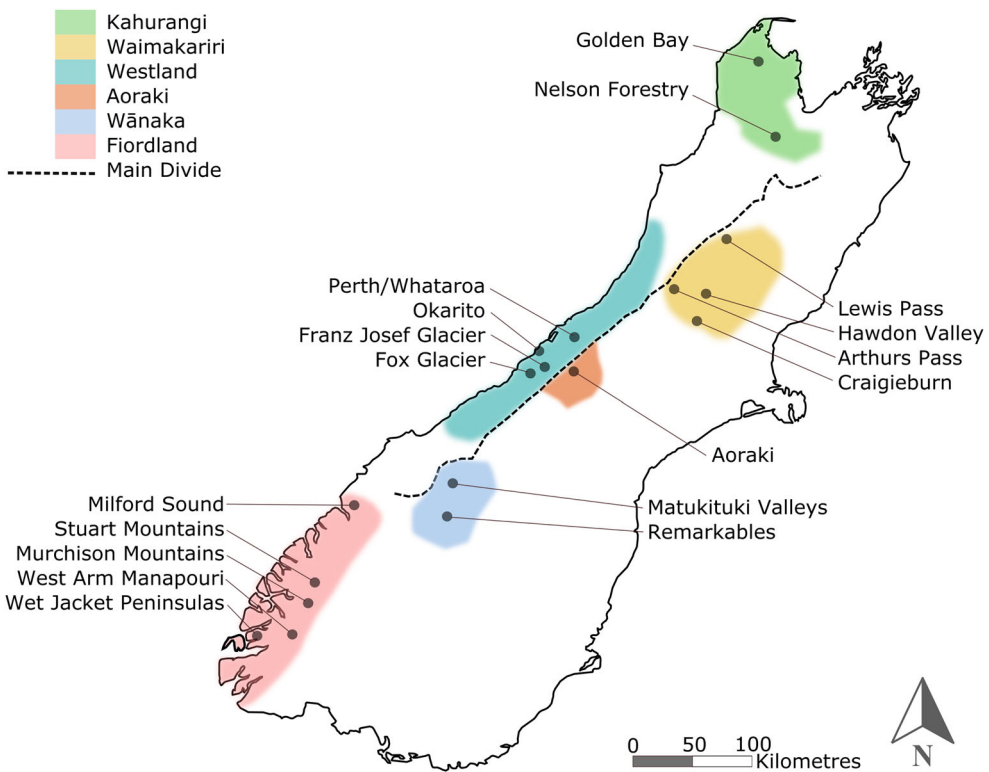 Kahurangi
Waimakariri
Westland
Aoraki
Wānaka
Fiordland
Main Divide
Golden Bay
Nelson Forestry
Perth/Whataroa
Okarito
Franz Josef Glacier
Fox Glacier
Lewis Pass
Hawdon Valley
Arthurs Pass
Craigieburn
Aoraki
Matukituki Valleys
Remarkables
Milford Sound
Stuart Mountains
Murchison Mountains
West Arm Manapouri
Wet Jacket Peninsulas
0 50 100
Kilometres
N